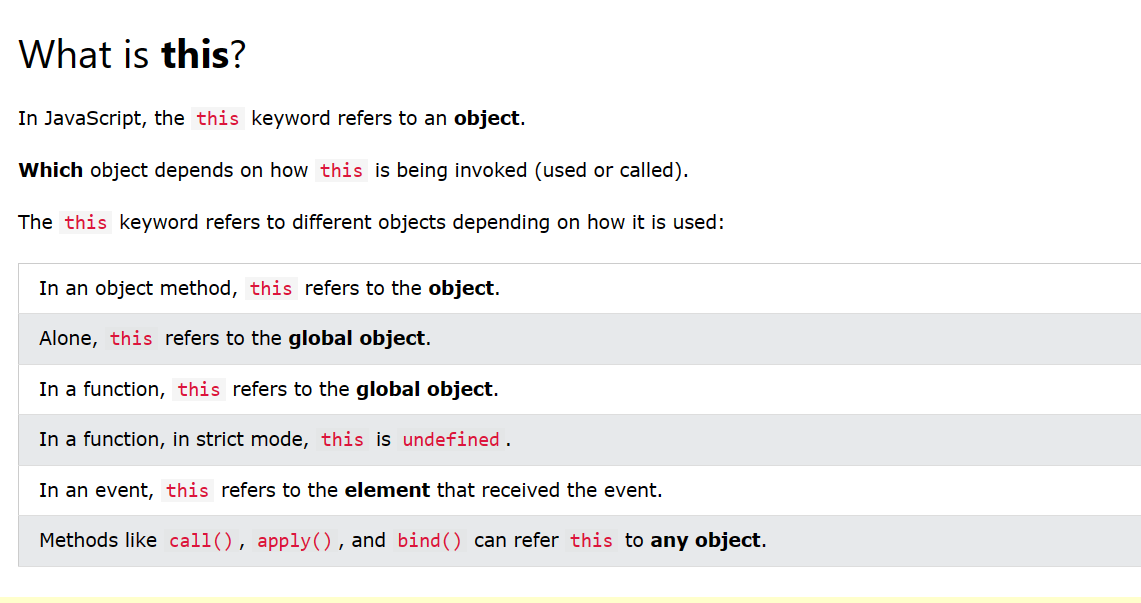 What is this?
In JavaScript, the this keyword refers to an object.
Which object depends on how this is being invoked (used or called).
The this keyword refers to different objects depending on how it is used:
In an object method, this refers to the object.
Alone, this refers to the global object.
In a function, this refers to the global object.
In a function, in strict mode, this is undefined.
In an event, this refers to the element that received the event.
Methods like call(), apply(), and bind() can refer this to any object.